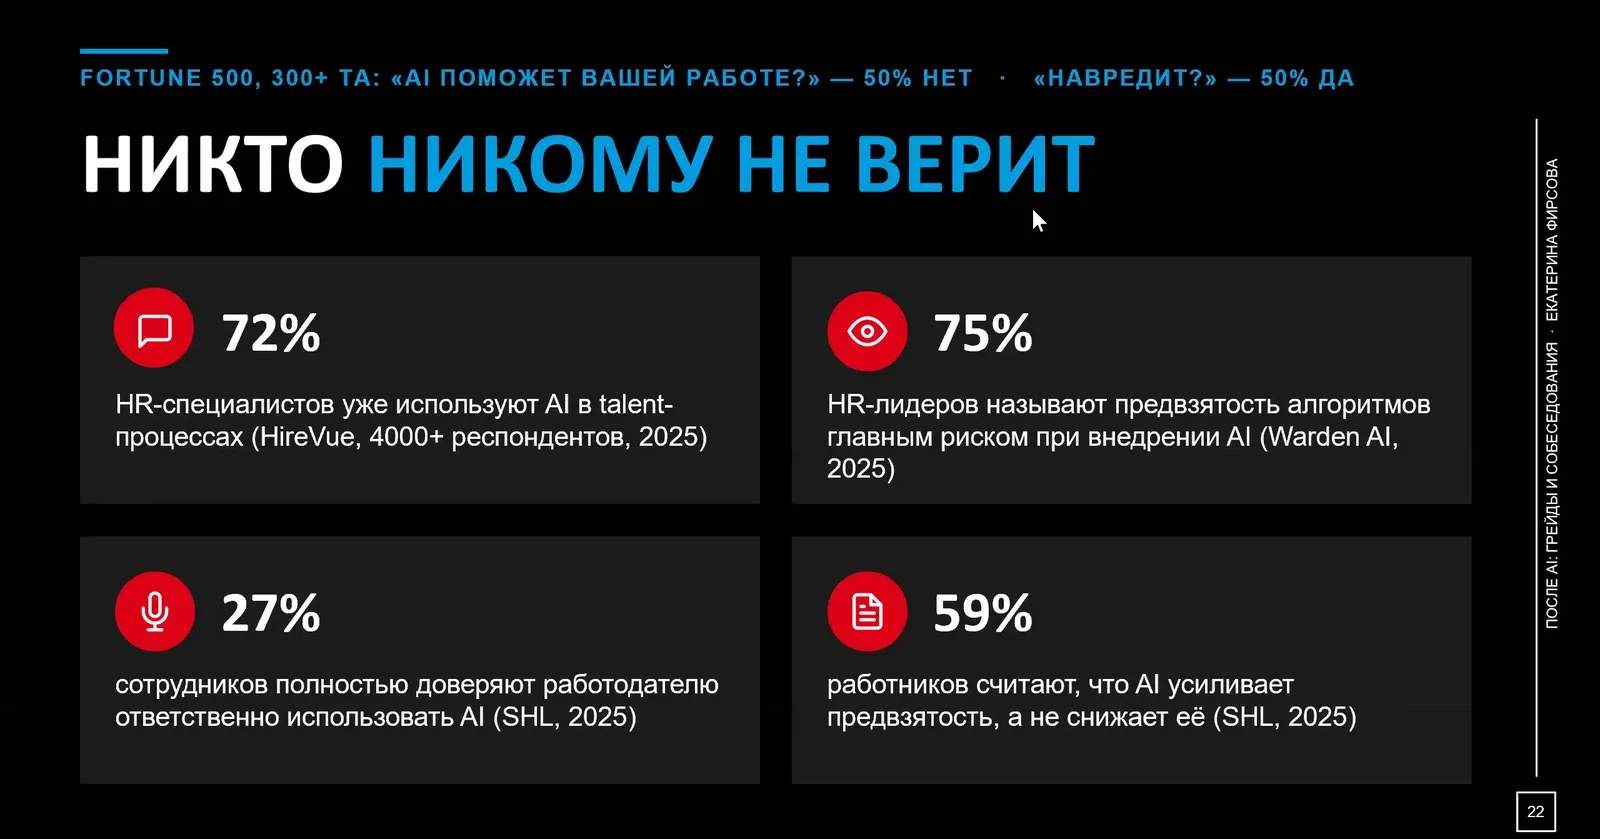 FORTUNE 500, 300+ TA: «AI ПОМОЖЕТ ВАШЕЙ РАБОТЕ?» — 50% НЕТ · «НАВРЕДИТ?» — 50% ДА
НИКТО НИКОМУ НЕ ВЕРИТ
72%
HR-специалистов уже используют AI в talent-
процессах (HireVue, 4000+ респондентов, 2025)
75%
HR-лидеров называют предвзятость алгоритмов
главным риском при внедрении AI (Warden AI,
2025)
27%
сотрудников полностью доверяют работодателю
ответственно использовать AI (SHL, 2025)
59%
работников считают, что AI усиливает
предвзятость, а не снижает её (SHL, 2025)
ПОСЛЕ AI: ГРЕЙДЫ И СОБЕСЕДОВАНИЯ · ЕКАТЕРИНА ФИРСОВА
22